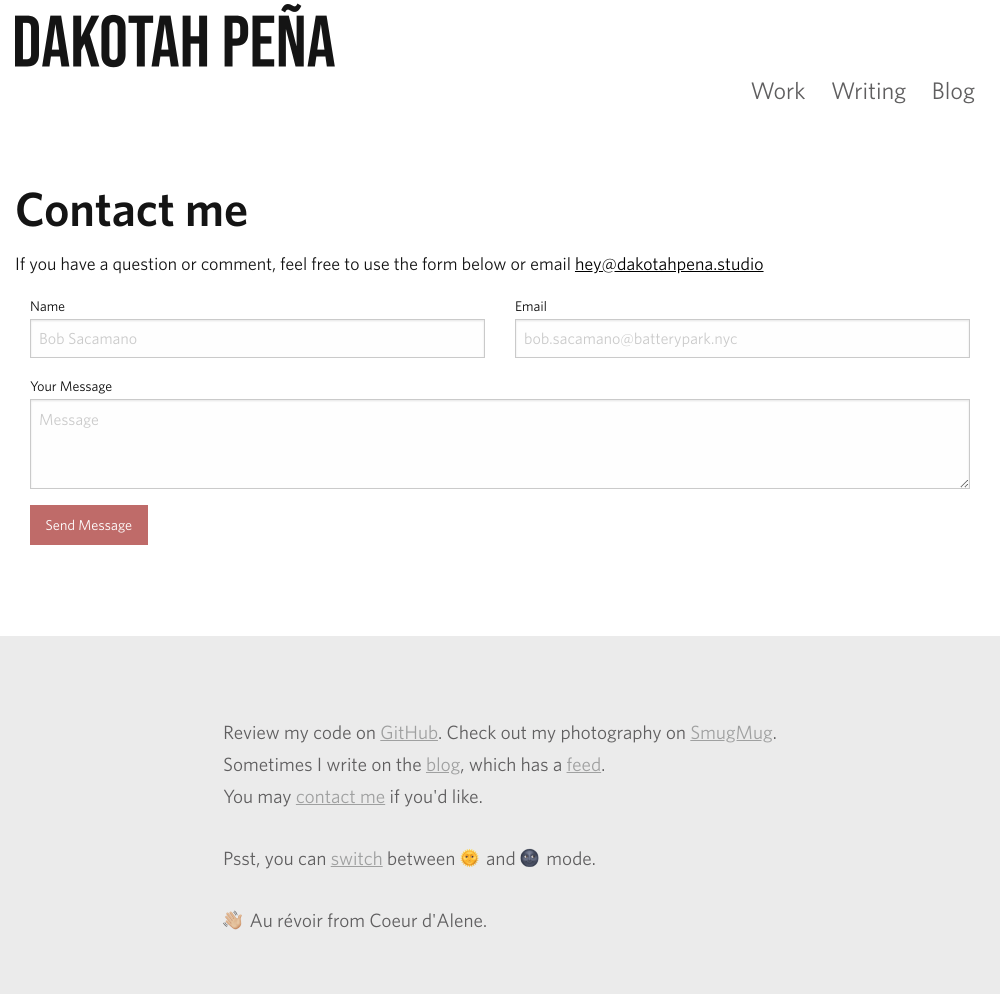 DAKOTAH PEÑA
Work Writing Blog
Contact me
If you have a question or comment, feel free to use the form below or email hey@dakotahpena.studio
Name Email
Bob Sacamano bob.sacamano@batterypark.nyc
Your Message
Message
Send Message
Review my code on GitHub. Check out my photography on SmugMug.
Sometimes I write on the blog, which has a feed.
You may contact me if you'd like.
Psst, you can switch between 🌞 and 🌚 mode.
👋🏼 Au révoir from Coeur d'Alene.